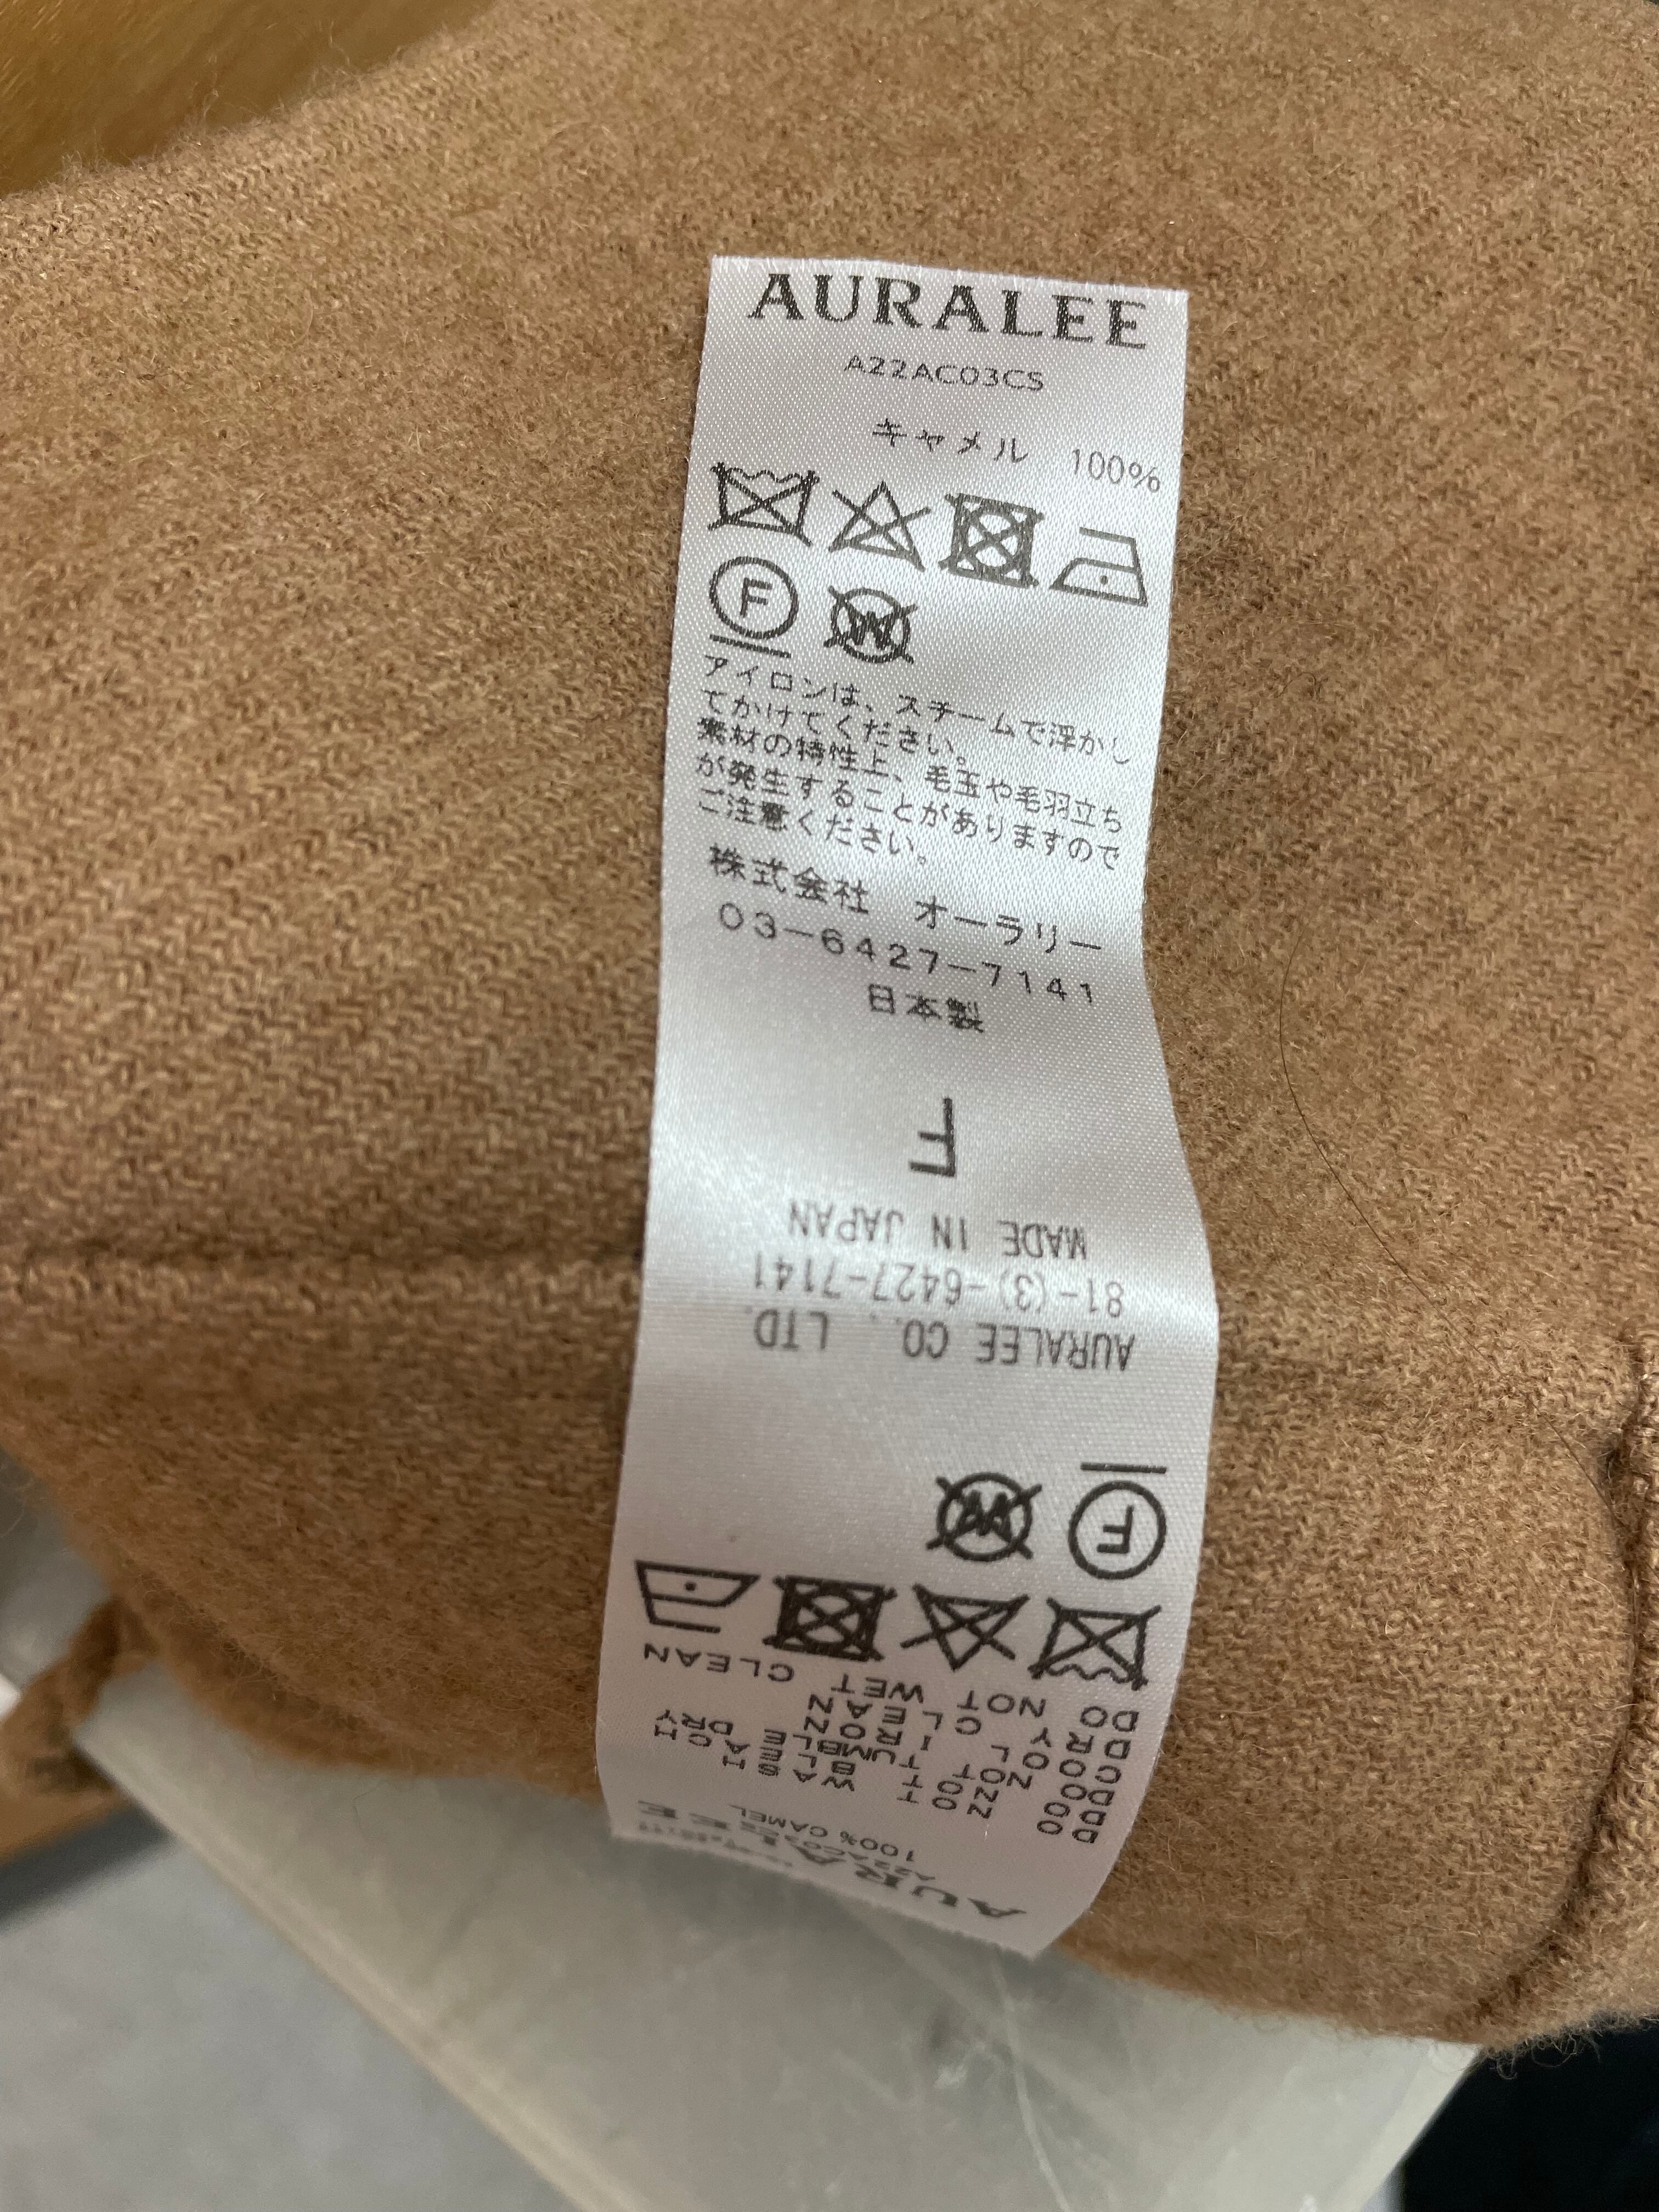 AURALEE
A22AC03CS
キャメル 100%
F W
アイロンは、スチームで浮かし
てかけてください。
素材の特性上、毛玉や毛羽立ち
が発生することがありますので
ご注意ください。
株式会社 オーラリー
03-6427-7141
日本製
F
MADE IN JAPAN
81-(3)-6427-7141
AURALEE CO., LTD.
F W
DO NOT WET CLEAN
DRY CLEAN
COOL IRON
DO NOT TUMBLE DRY
DO NOT BLEACH
DO NOT WASH
100% CAMEL
A22AC03CS
AURALEE